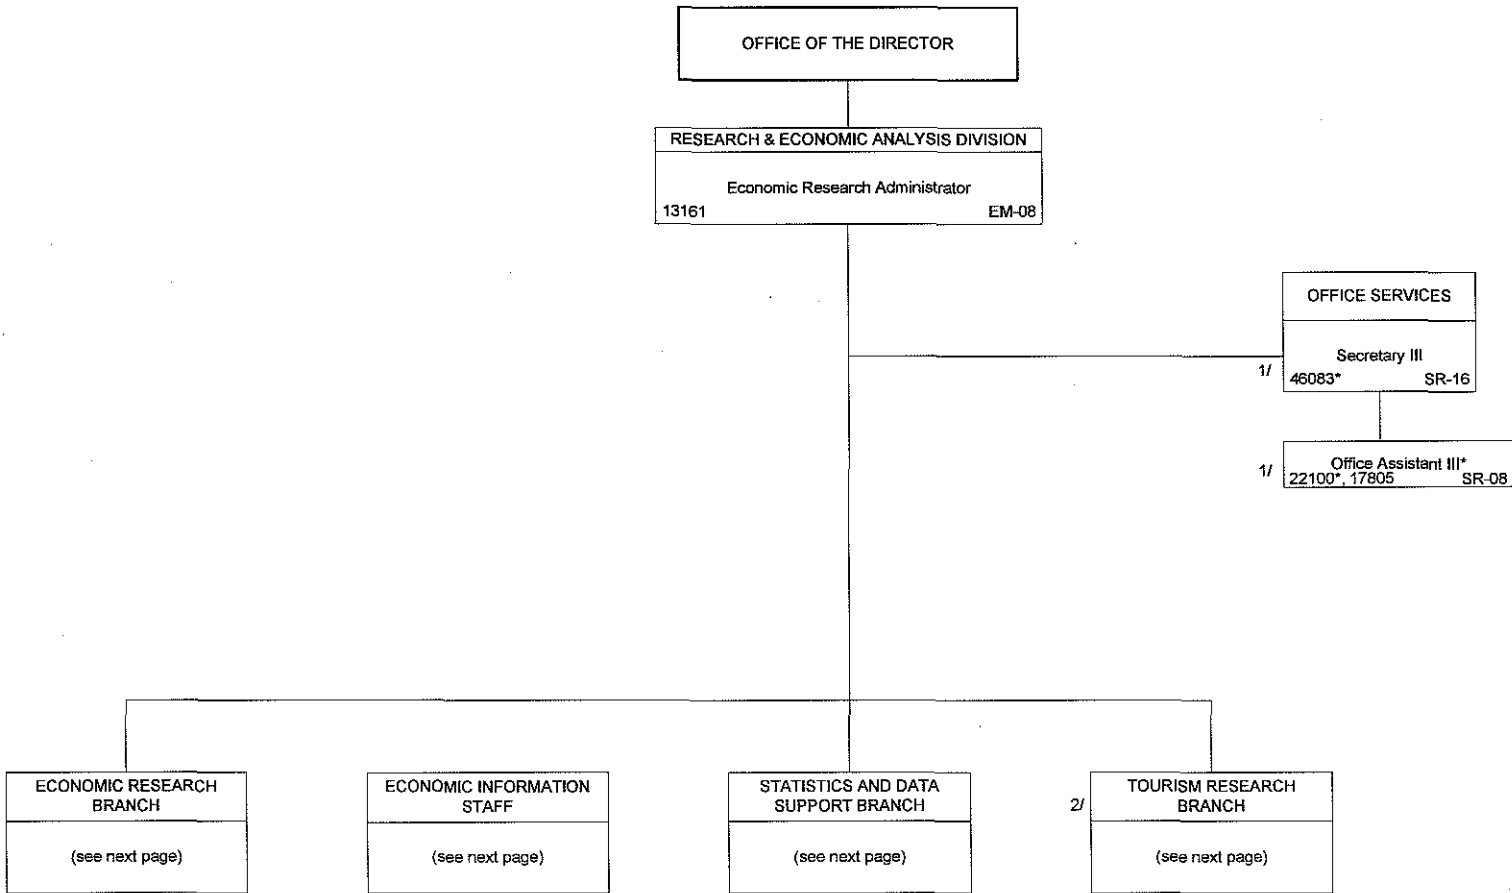 OFFICE OF THE DIRECTOR
RESEARCH & ECONOMIC ANALYSIS DIVISION
Economic Research Administrator
13161 EM-08
OFFICE SERVICES
Secretary III
1/ 46083* SR-16
Office Assistant III*
1/ 22100*, 17805 SR-08
ECONOMIC RESEARCH
BRANCH
(see next page)
ECONOMIC INFORMATION
STAFF
(see next page)
STATISTICS AND DATA
SUPPORT BRANCH
(see next page)
2/
TOURISM RESEARCH
BRANCH
(see next page)